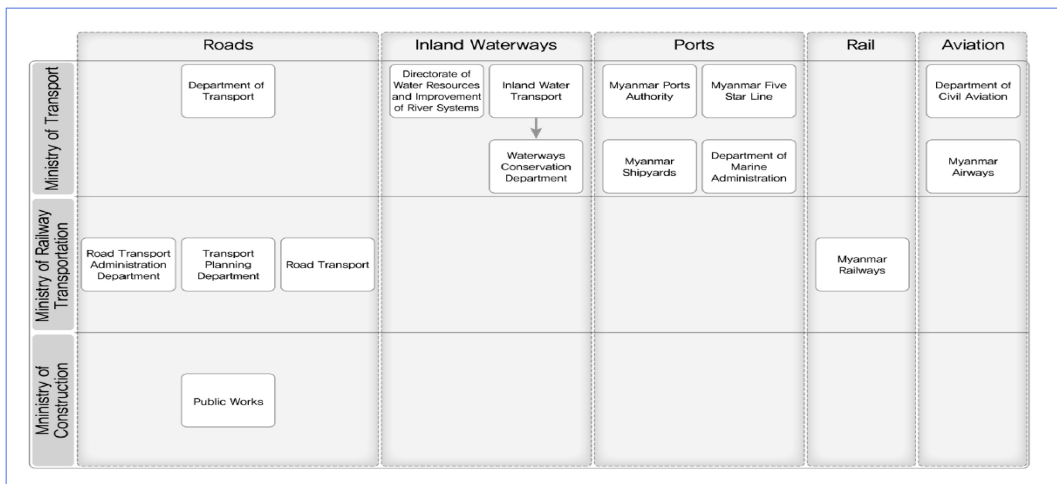 Roads
Inland Waterways
Ports
Rail
Aviation
Ministry of Transport
Department of
Transport
Directorate of
Water Resources
and Improvement
of River Systems
Inland Water
Transport
Waterways
Conservation
Department
Myanmar Ports
Authority
Myanmar Five
Star Line
Myanmar
Shipyards
Department of
Marine
Administration
Department of
Civil Aviation
Myanmar
Airways
Ministry of Railway
Transportation
Road Transport
Administration
Department
Transport
Planning
Department
Road Transport
Myanmar
Railways
Mninistry of
Construction
Public Works